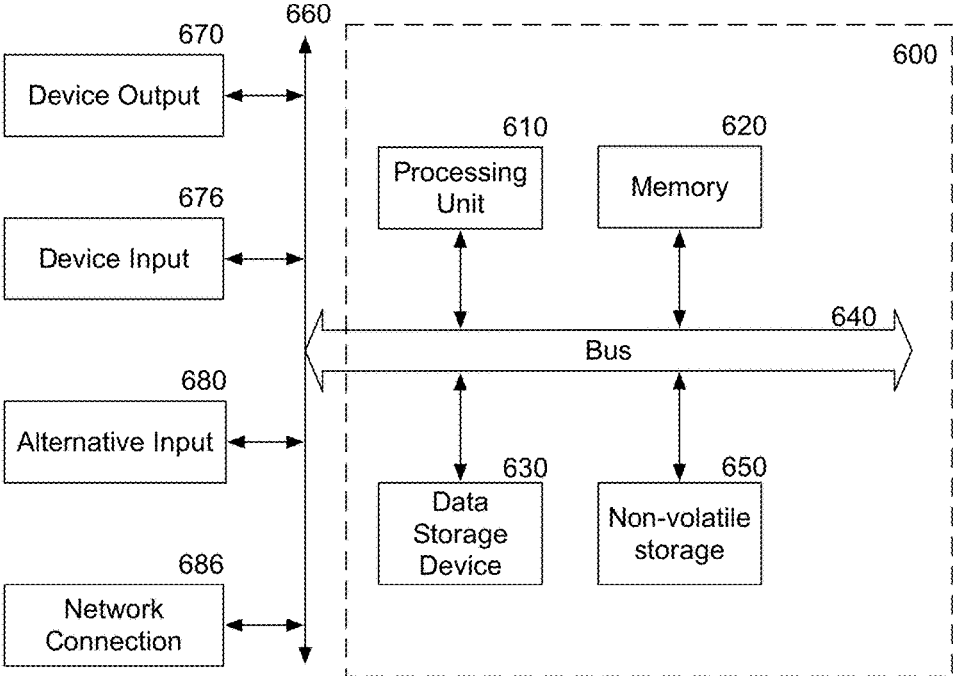 670
Device Output
676
Device Input
680
Alternative Input
686
Network
Connection
660
600
610
Processing
Unit
620
Memory
640
Bus
630
Data
Storage
Device
650
Non-volatile
storage